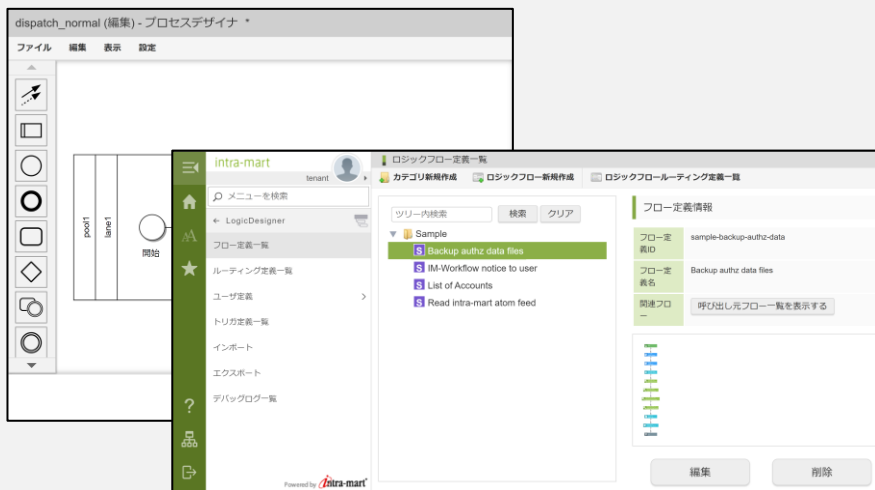 dispatch_normal (編集) - プロセスデザイナ *
ファイル 編集 表示 設定
pool1
lane1
開始
intra-mart
tenant
メニューを検索
← LogicDesigner
フロー定義一覧
ルーティング定義一覧
ユーザ定義
トリガ定義一覧
インポート
エクスポート
デバッグログ一覧
Powered by intra-mart
ロジックフロー定義一覧
カテゴリ新規作成 ロジックフロー新規作成 ロジックフロールーティング定義一覧
ツリー内検索 検索 クリア
Sample
S Backup authz data files
S IM-Workflow notice to user
S List of Accounts
S Read intra-mart atom feed
フロー定義情報
フロー定義ID sample-backup-authz-data
フロー定義名 Backup authz data files
関連フロー 呼び出し元フロー一覧を表示する
編集 削除